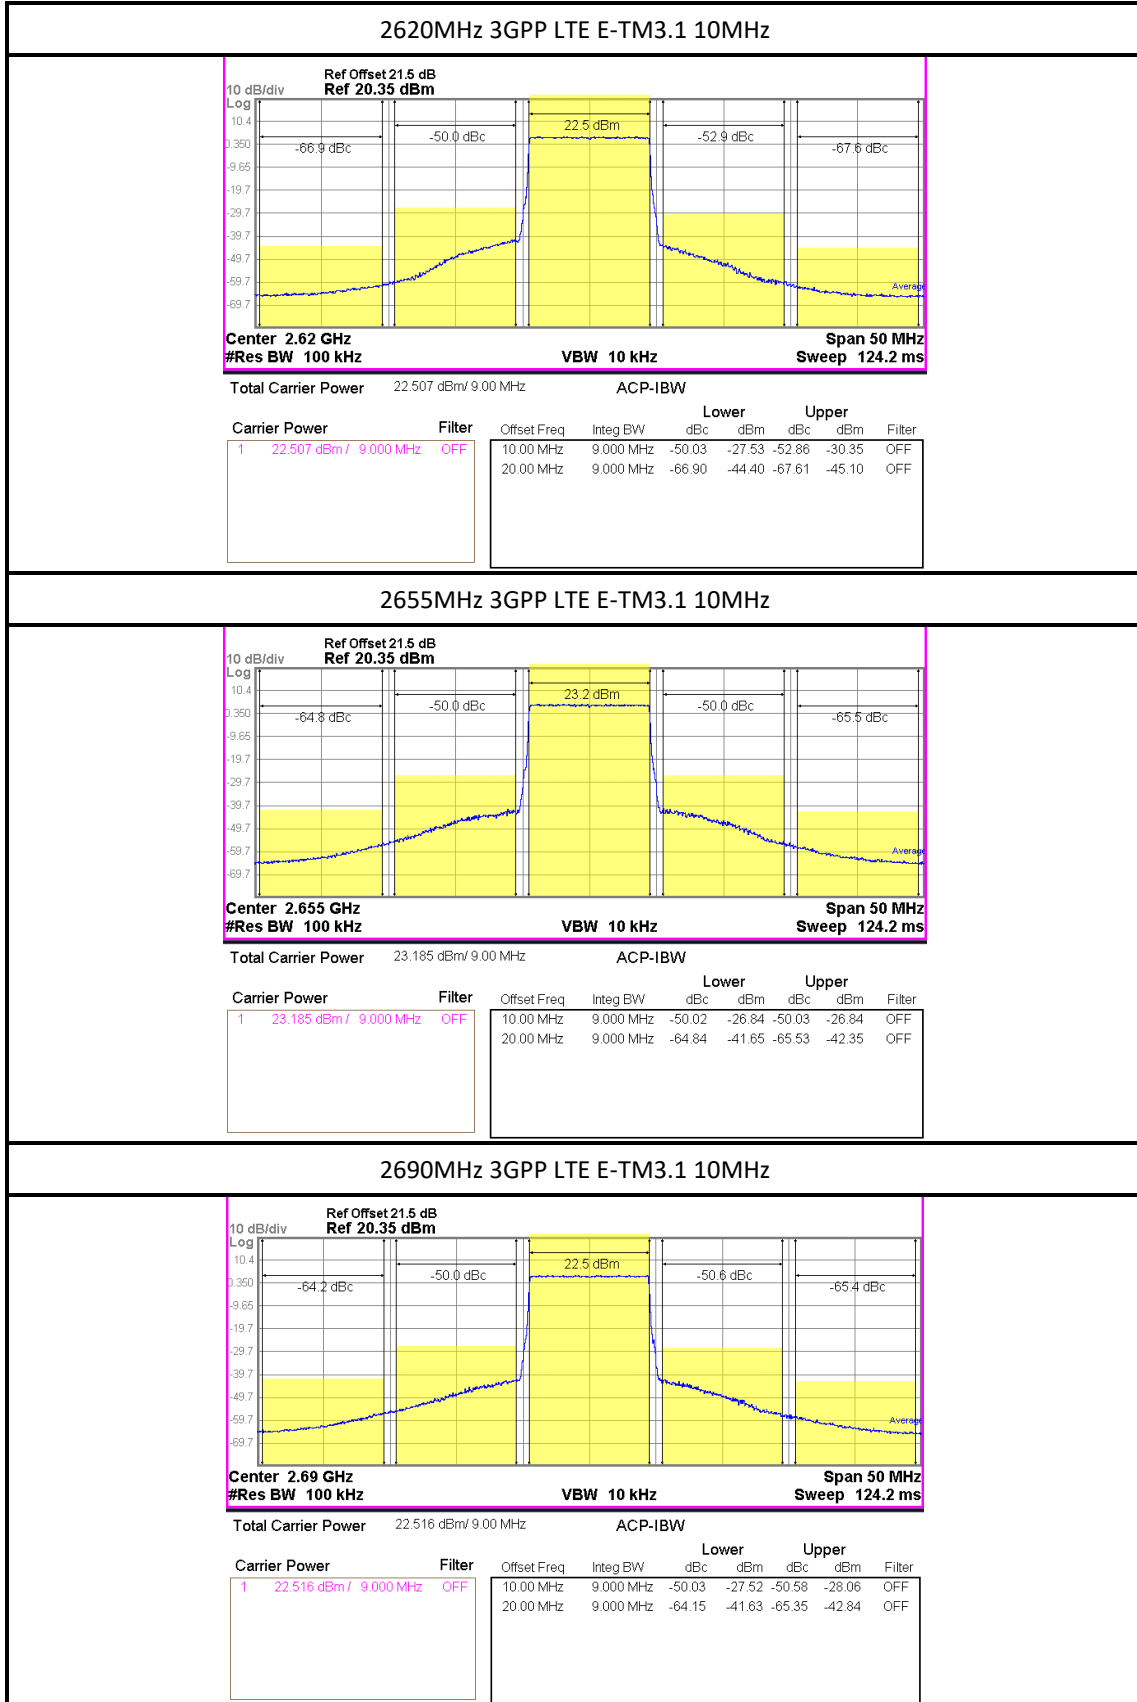 2620MHz 3GPP LTE E-TM3.1 10MHz
Ref Offset 21.5 dB
10 dB/div Ref 20.35 dBm
Log
10.4
0.350
-9.65
-19.7
-29.7
-39.7
-49.7
-59.7
-69.7
-66.9 dBc -50.0 dBc 22.5 dBm -52.9 dBc -67.6 dBc
Average
Center 2.62 GHz Span 50 MHz
#Res BW 100 kHz VBW 10 kHz Sweep 124.2 ms
Total Carrier Power 22.507 dBm/ 9.00 MHz ACP-IBW
Lower Upper
Carrier Power Filter Offset Freq Integ BW dBc dBm dBc dBm Filter
1 22.507 dBm / 9.000 MHz OFF 10.00 MHz 9.000 MHz -50.03 -27.53 -52.86 -30.35 OFF
20.00 MHz 9.000 MHz -66.90 -44.40 -67.61 -45.10 OFF
2655MHz 3GPP LTE E-TM3.1 10MHz
Ref Offset 21.5 dB
10 dB/div Ref 20.35 dBm
Log
10.4
0.350
-9.65
-19.7
-29.7
-39.7
-49.7
-59.7
-69.7
-64.8 dBc -50.0 dBc 23.2 dBm -50.0 dBc -65.5 dBc
Average
Center 2.655 GHz Span 50 MHz
#Res BW 100 kHz VBW 10 kHz Sweep 124.2 ms
Total Carrier Power 23.185 dBm/ 9.00 MHz ACP-IBW
Lower Upper
Carrier Power Filter Offset Freq Integ BW dBc dBm dBc dBm Filter
1 23.185 dBm / 9.000 MHz OFF 10.00 MHz 9.000 MHz -50.02 -26.84 -50.03 -26.84 OFF
20.00 MHz 9.000 MHz -64.84 -41.65 -65.53 -42.35 OFF
2690MHz 3GPP LTE E-TM3.1 10MHz
Ref Offset 21.5 dB
10 dB/div Ref 20.35 dBm
Log
10.4
0.350
-9.65
-19.7
-29.7
-39.7
-49.7
-59.7
-69.7
-64.2 dBc -50.0 dBc 22.5 dBm -50.6 dBc -65.4 dBc
Average
Center 2.69 GHz Span 50 MHz
#Res BW 100 kHz VBW 10 kHz Sweep 124.2 ms
Total Carrier Power 22.516 dBm/ 9.00 MHz ACP-IBW
Lower Upper
Carrier Power Filter Offset Freq Integ BW dBc dBm dBc dBm Filter
1 22.516 dBm / 9.000 MHz OFF 10.00 MHz 9.000 MHz -50.03 -27.52 -50.58 -28.06 OFF
20.00 MHz 9.000 MHz -64.15 -41.63 -65.35 -42.84 OFF